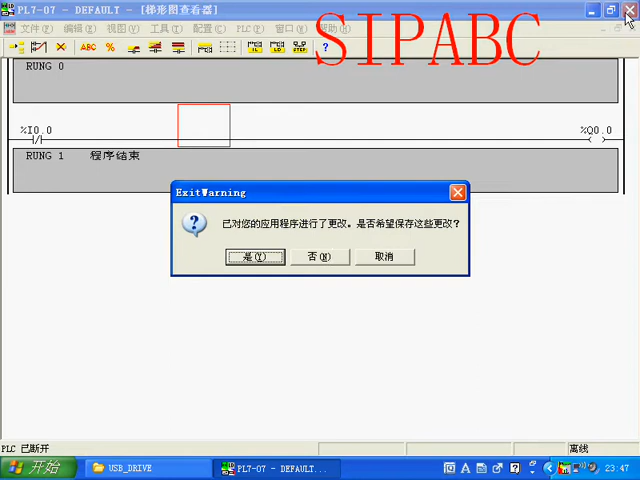 PL7-07 - DEFAULT - [梯形图查看器]
文件(F) 编辑(E) 视图(V) 工具(T) 配置(C) PLC(P) 窗口(W) 帮助(H)
SIPABC
ABC % IL LD STEP ?
RUNG 0
%I0.0 %Q0.0
RUNG 1 程序结束
ExitWarning
已对您的应用程序进行了更改。是否希望保存这些更改?
是(Y) 否(N) 取消
PLC 已断开 离线
开始 USB_DRIVE PL7-07 - DEFAULT... 23:47